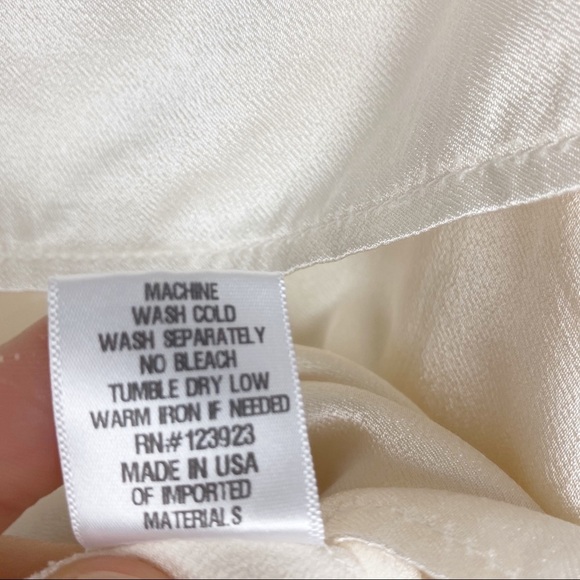 MACHINE
WASH COLD
WASH SEPARATELY
NO BLEACH
TUMBLE DRY LOW
WARM IRON IF NEEDED
RN:#123923
MADE IN USA
OF IMPORTED
MATERIALS